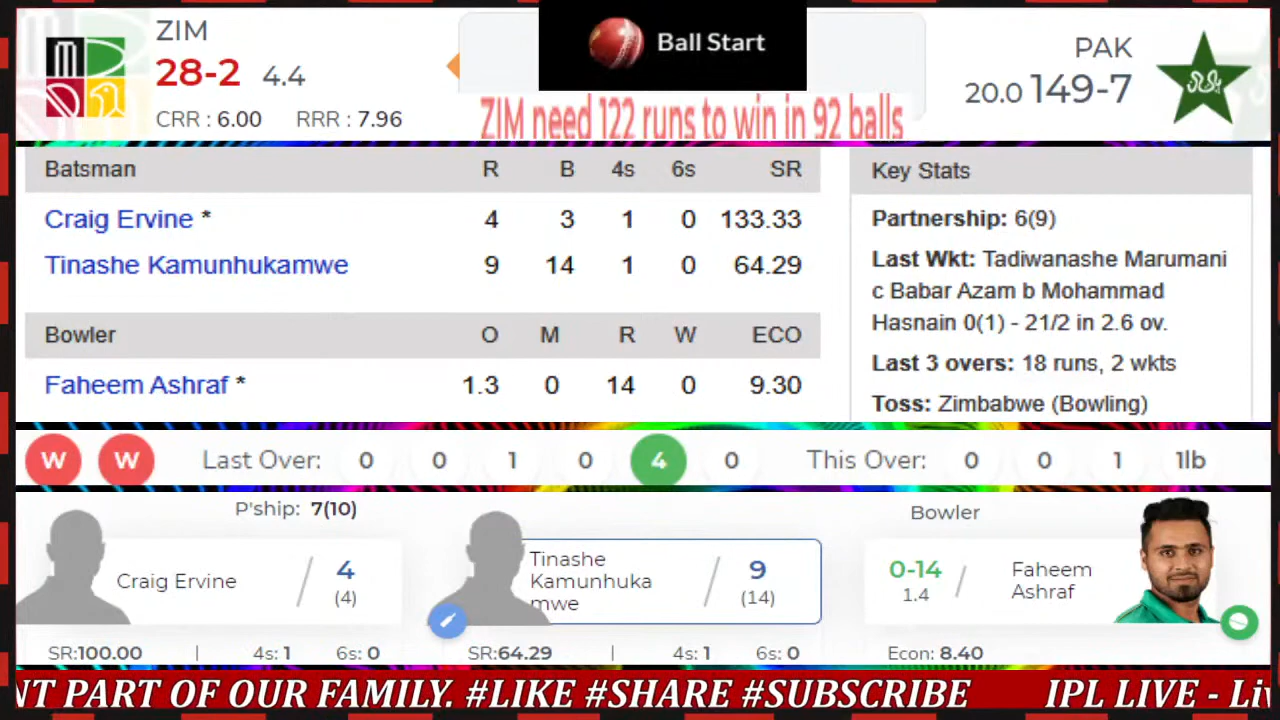 ZIM
28-2 4.4
CRR : 6.00 RRR : 7.96
Ball Start
ZIM need 122 runs to win in 92 balls
PAK
20.0 149-7
Batsman R B 4s 6s SR
Craig Ervine * 4 3 1 0 133.33
Tinashe Kamunhukamwe 9 14 1 0 64.29
Bowler O M R W ECO
Faheem Ashraf * 1.3 0 14 0 9.30
Key Stats
Partnership: 6(9)
Last Wkt: Tadiwanashe Marumani
c Babar Azam b Mohammad
Hasnain 0(1) - 21/2 in 2.6 ov.
Last 3 overs: 18 runs, 2 wkts
Toss: Zimbabwe (Bowling)
W W Last Over: 0 0 1 0 4 0 This Over: 0 0 1 1lb
P'ship: 7(10)
Craig Ervine / 4
(4)
SR:100.00 | 4s: 1 6s: 0
Tinashe
Kamunhuka
mwe
/ 9
(14)
SR:64.29 | 4s: 1 6s: 0
Bowler
0-14 / Faheem
1.4 Ashraf
Econ: 8.40
NT PART OF OUR FAMILY. #LIKE #SHARE #SUBSCRIBE IPL LIVE - Liv